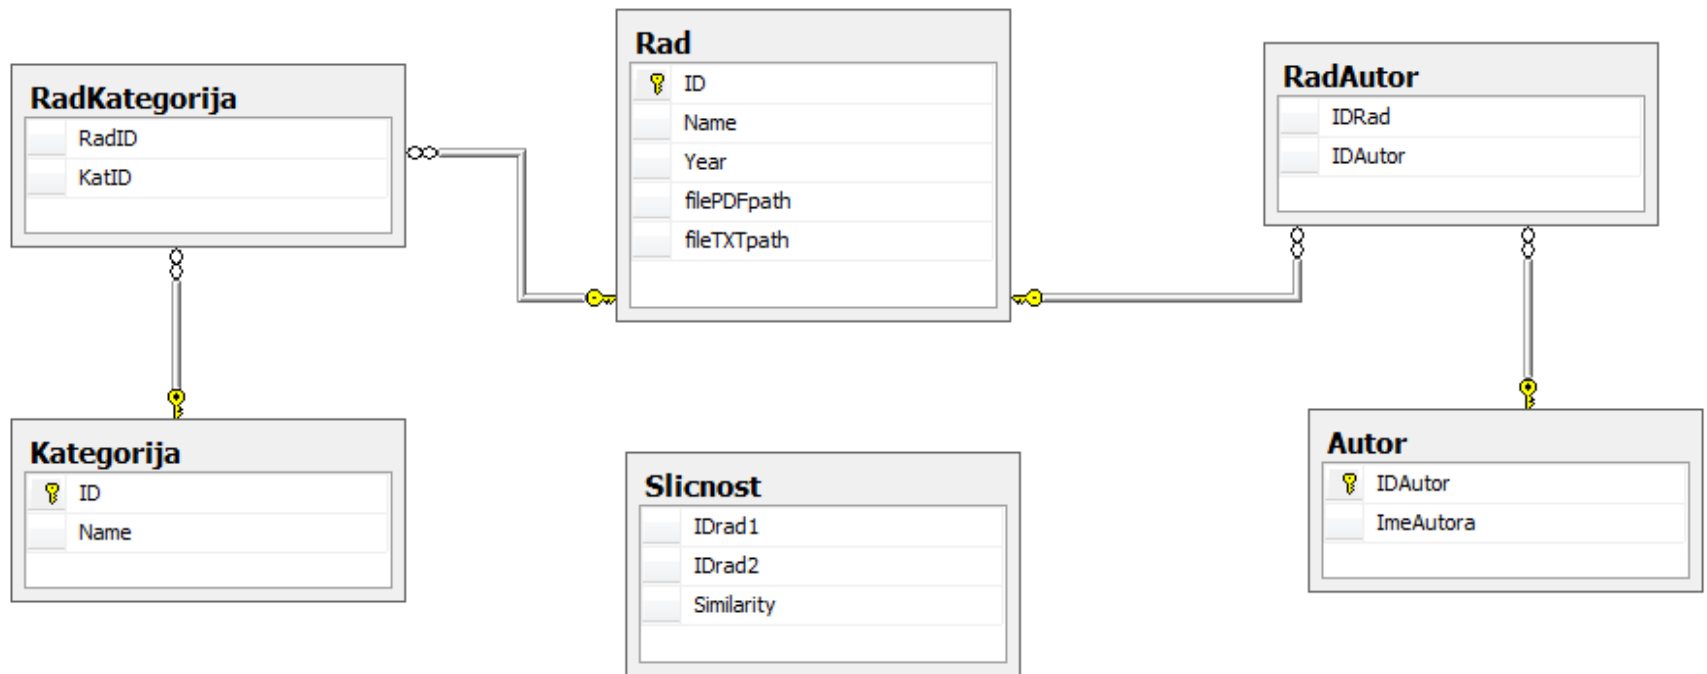 RadKategorija
RadID
KatID
Rad
ID
Name
Year
filePDFpath
fileTXTpath
RadAutor
IDRad
IDAutor
Kategorija
ID
Name
Slicnost
IDrad1
IDrad2
Similarity
Autor
IDAutor
ImeAutora